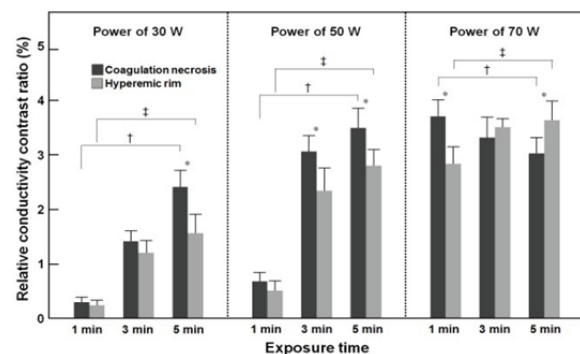 Power of 30 W
Power of 50 W
Power of 70 W
Relative conductivity contrast ratio (%)
5
4
3
2
1
0
Coagulation necrosis
Hyperemic rim
‡
†
*
‡
†
*
*
‡
†
*
*
1 min 3 min 5 min
1 min 3 min 5 min
1 min 3 min 5 min
Exposure time